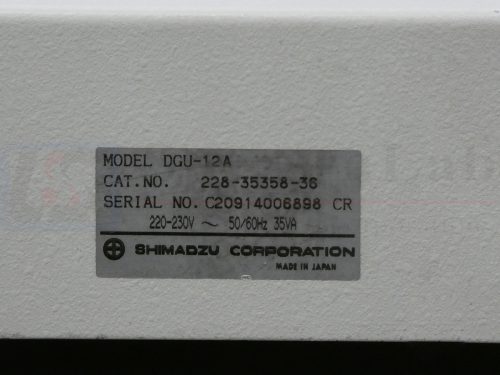 MODEL DGU-12A
CAT.NO. 228-35358-36
SERIAL NO. C20914006898 CR
220-230V ~ 50/60Hz 35VA
SHIMADZU CORPORATION
MADE IN JAPAN